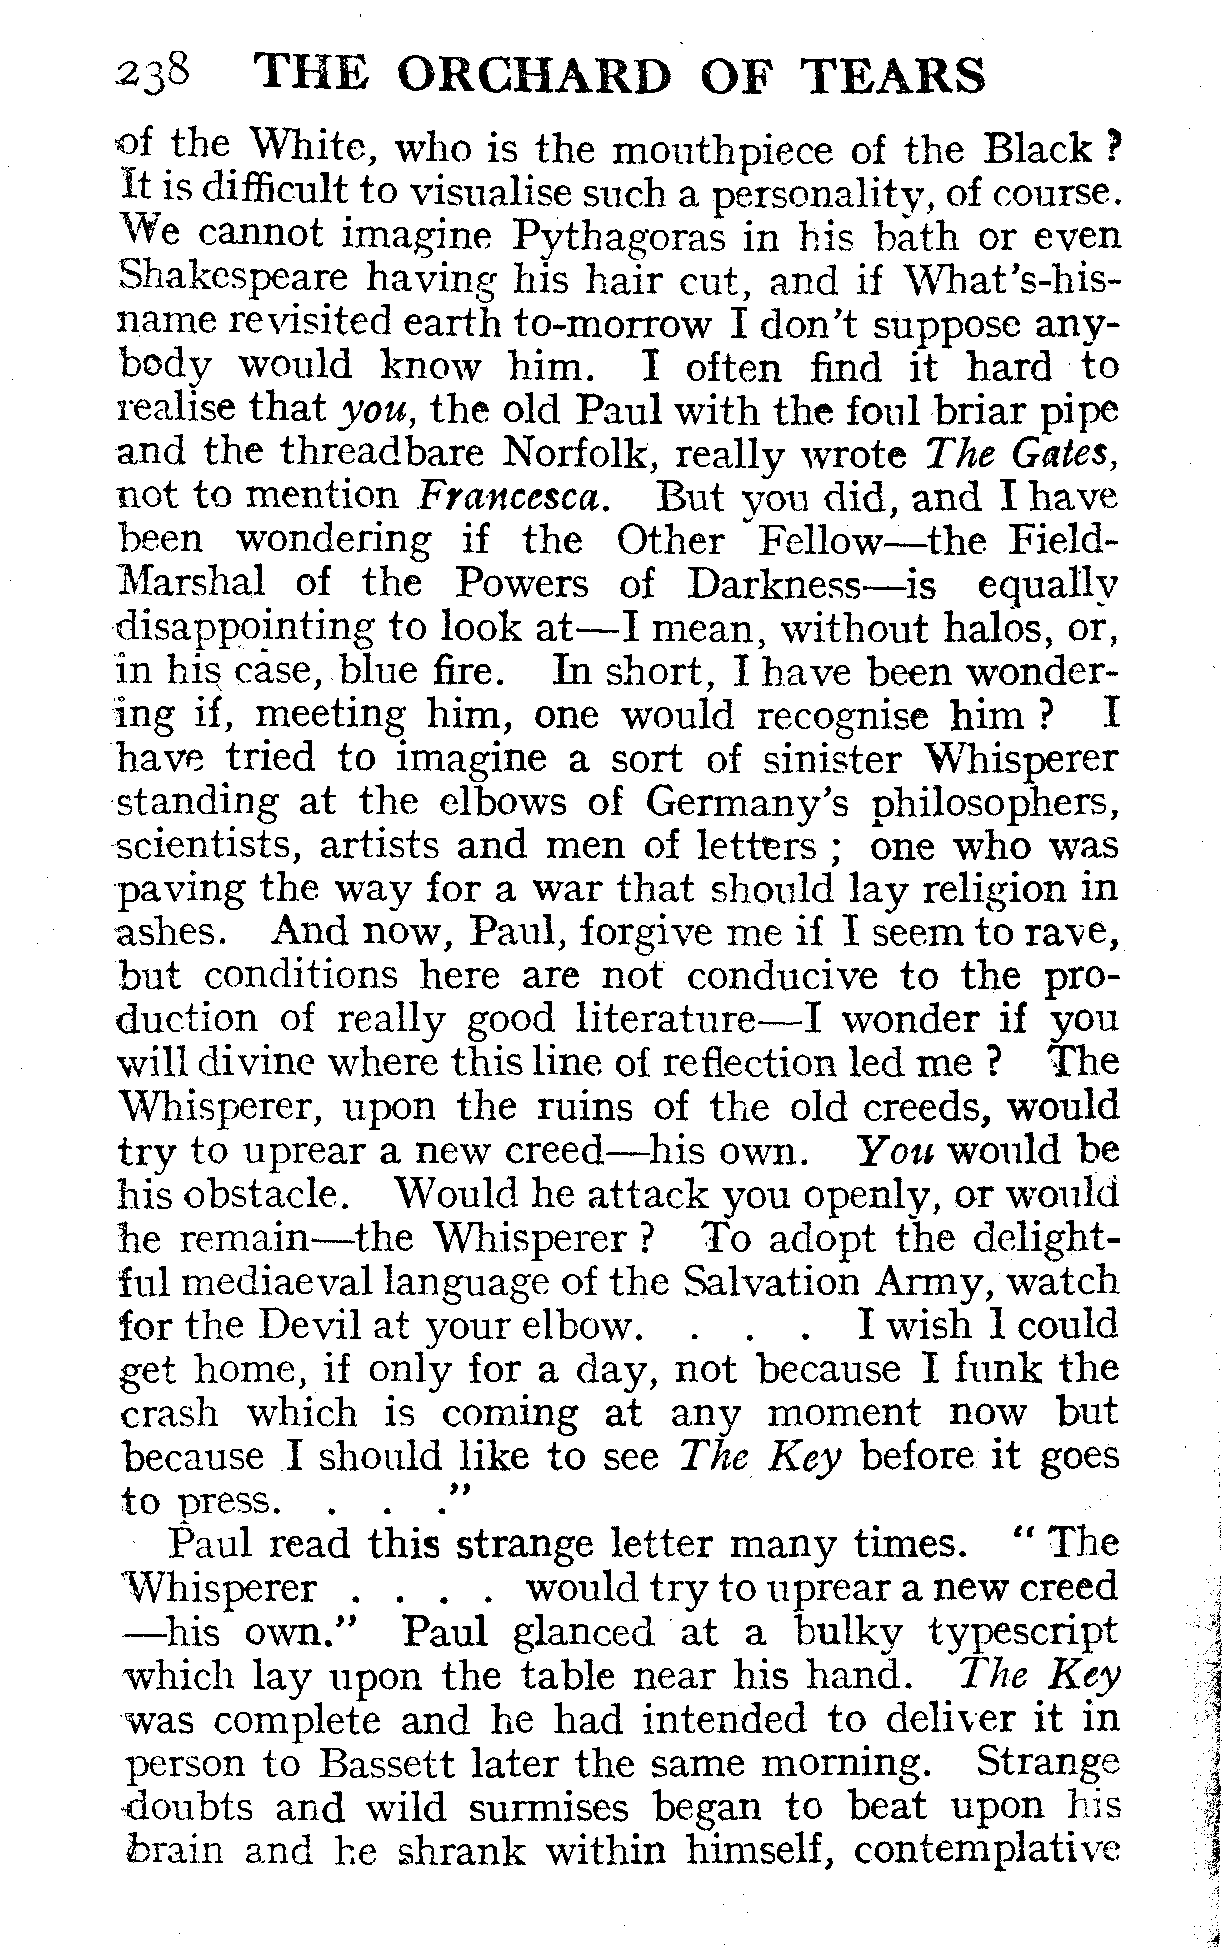 238 THE ORCHARD OF TEARS
of the White, who is the mouthpiece of the Black ?
It is difficult to visualise such a personality, of course.
We cannot imagine Pythagoras in his bath or even
Shakespeare having his hair cut, and if What's-his-
name revisited earth to-morrow I don't suppose any-
body would know him. I often find it hard to
realise that you, the old Paul with the foul briar pipe
and the threadbare Norfolk, really wrote The Gates,
not to mention Francesca. But you did, and I have
been wondering if the Other Fellow—the Field-
Marshal of the Powers of Darkness—is equally
disappointing to look at—I mean, without halos, or,
in his case, blue fire. In short, I have been wonder-
ing if, meeting him, one would recognise him ? I
have tried to imagine a sort of sinister Whisperer
standing at the elbows of Germany's philosophers,
scientists, artists and men of letters ; one who was
paving the way for a war that should lay religion in
ashes. And now, Paul, forgive me if I seem to rave,
but conditions here are not conducive to the pro-
duction of really good literature—I wonder if you
will divine where this line of reflection led me ? The
Whisperer, upon the ruins of the old creeds, would
try to uprear a new creed—his own. You would be
his obstacle. Would he attack you openly, or would
he remain—the Whisperer ? To adopt the delight-
ful mediaeval language of the Salvation Army, watch
for the Devil at your elbow. . . . I wish I could
get home, if only for a day, not because I funk the
crash which is coming at any moment now but
because I should like to see The Key before it goes
to press. . . ."
Paul read this strange letter many times. " The
Whisperer . . . . would try to uprear a new creed
—his own." Paul glanced at a bulky typescript
which lay upon the table near his hand. The Key
was complete and he had intended to deliver it in
person to Bassett later the same morning. Strange
doubts and wild surmises began to beat upon his
brain and he shrank within himself, contemplative